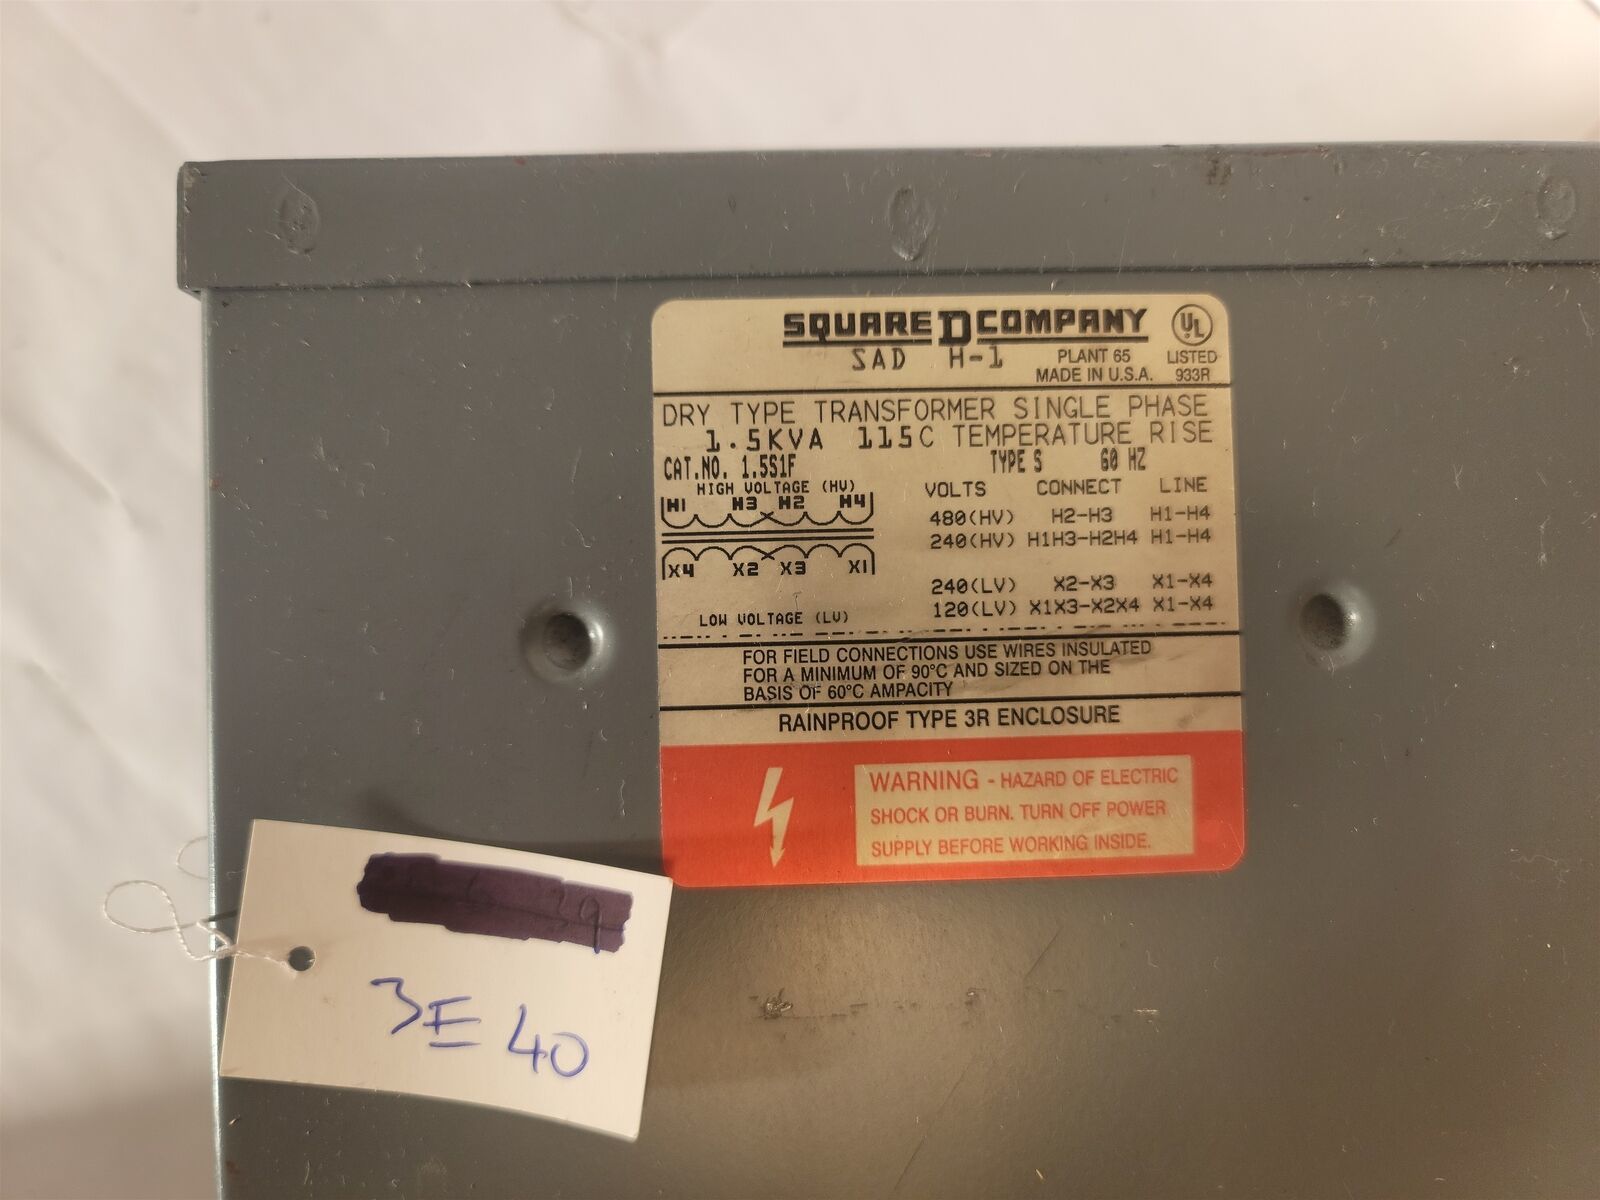 SQUARE D COMPANY
UL
SAD H-1
PLANT 65
MADE IN U.S.A.
LISTED
933R
DRY TYPE TRANSFORMER SINGLE PHASE
1.5KVA 115C TEMPERATURE RISE
CAT.NO. 1.5S1F TYPE S 60 HZ
HIGH VOLTAGE (HV)
H1 H3 H2 H4
X4 X2 X3 X1
LOW VOLTAGE (LV)
VOLTS CONNECT LINE
480(HV) H2-H3 H1-H4
240(HV) H1H3-H2H4 H1-H4
240(LV) X2-X3 X1-X4
120(LV) X1X3-X2X4 X1-X4
FOR FIELD CONNECTIONS USE WIRES INSULATED
FOR A MINIMUM OF 90°C AND SIZED ON THE
BASIS OF 60°C AMPACITY
RAINPROOF TYPE 3R ENCLOSURE
WARNING - HAZARD OF ELECTRIC
SHOCK OR BURN. TURN OFF POWER
SUPPLY BEFORE WORKING INSIDE.
39
3E 40